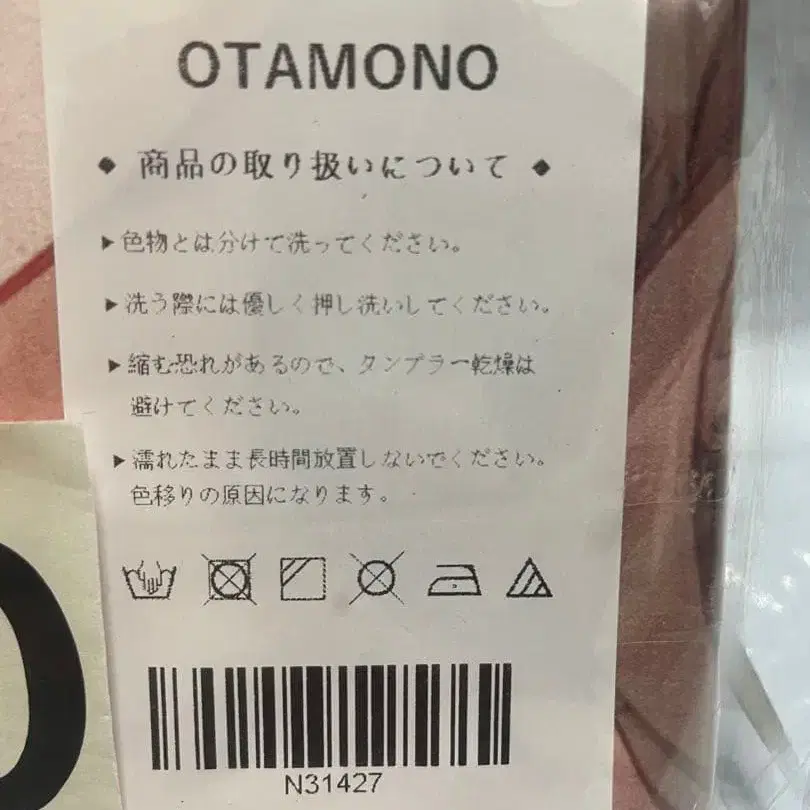 OTAMONO
◆ 商品の取り扱いについて ◆
▶色物とは分けて洗ってください。
▶洗う際には優しく押し洗いしてください。
▶縮む恐れがあるので、タンプラー乾燥は
避けてください。
▶濡れたまま長時間放置しないでください。
色移りの原因になります。
N31427